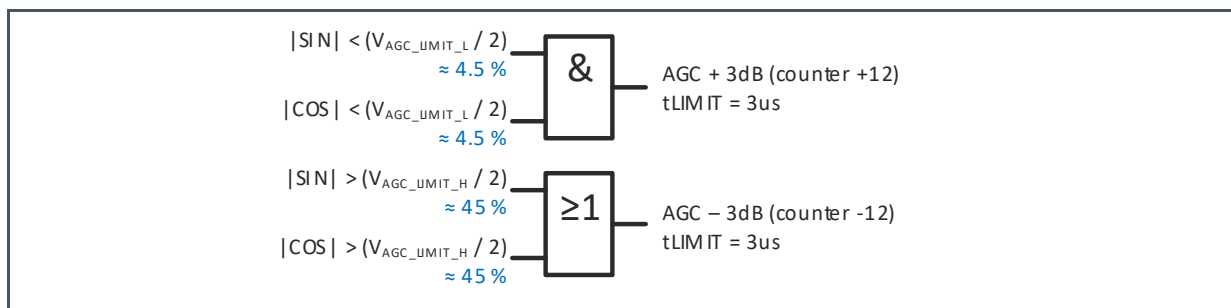 |SIN| < (VAGC_LIMIT_L / 2)
≈ 4.5 %
&
AGC + 3dB (counter +12)
tLIMIT = 3us
|COS| < (VAGC_LIMIT_L / 2)
≈ 4.5 %
|SIN| > (VAGC_LIMIT_H / 2)
≈ 45 %
≥1
AGC – 3dB (counter -12)
tLIMIT = 3us
|COS| > (VAGC_LIMIT_H / 2)
≈ 45 %